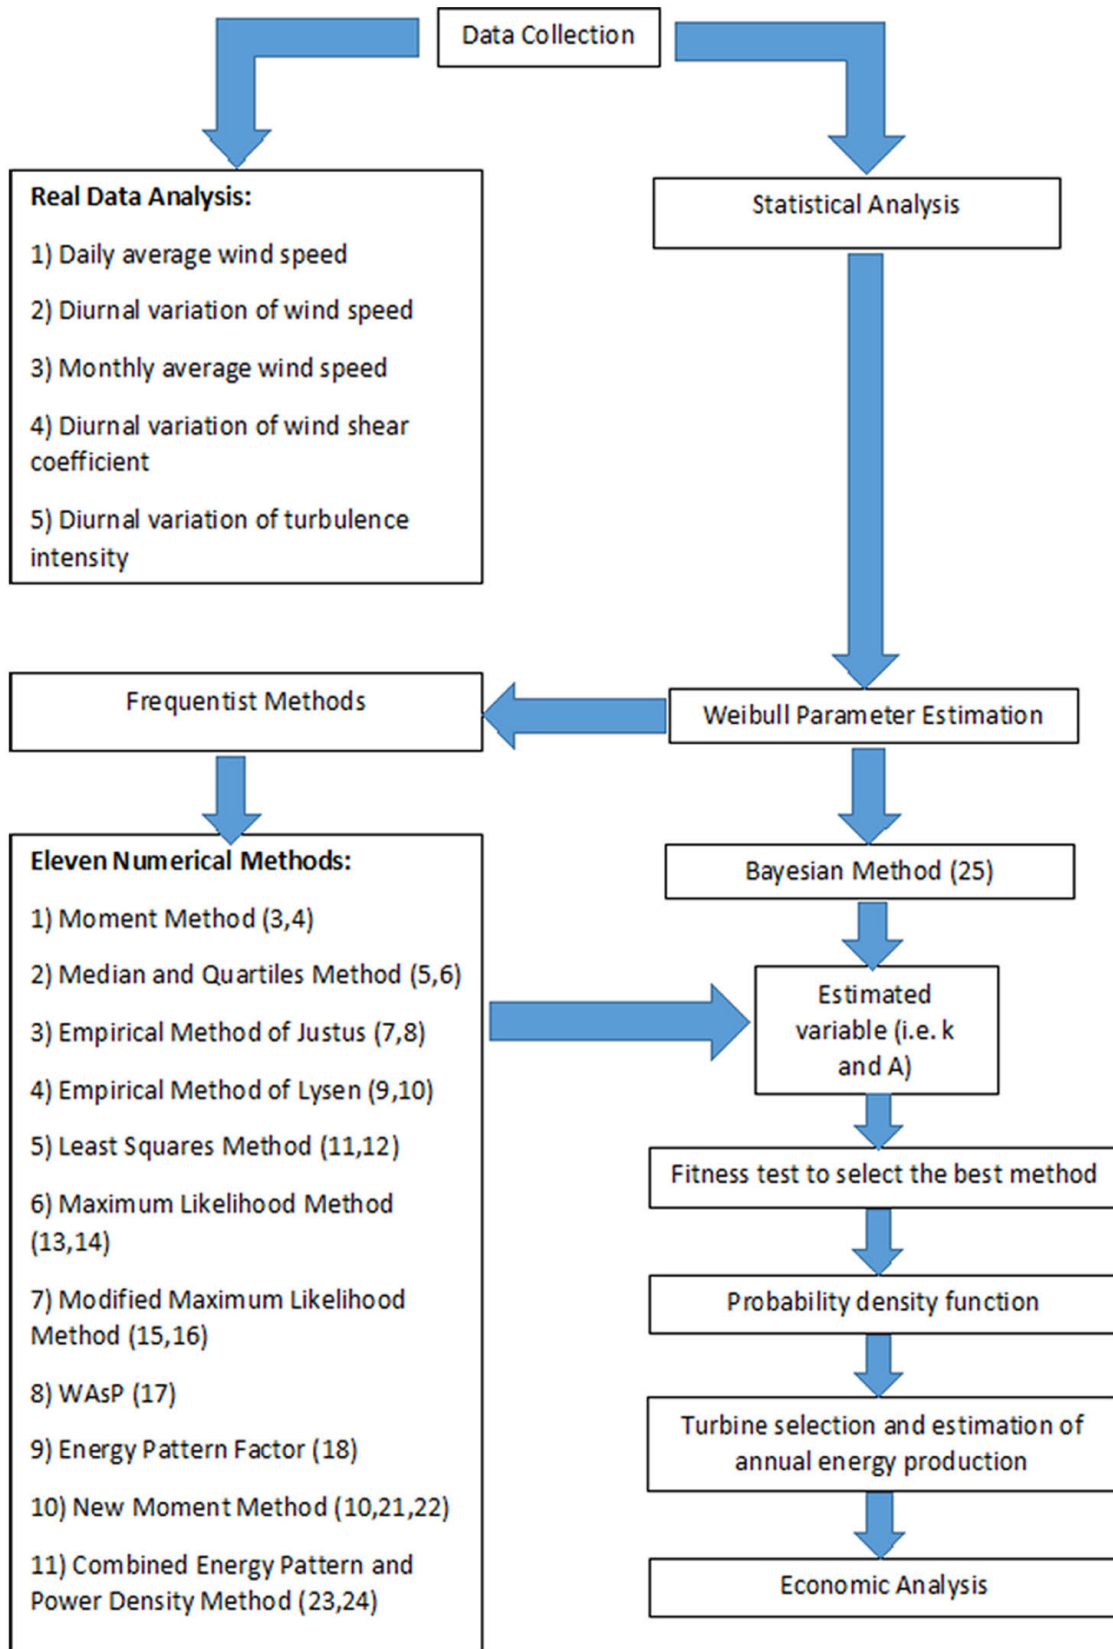 Data Collection
Real Data Analysis:
1) Daily average wind speed
2) Diurnal variation of wind speed
3) Monthly average wind speed
4) Diurnal variation of wind shear
coefficient
5) Diurnal variation of turbulence
intensity
Statistical Analysis
Frequentist Methods
Weibull Parameter Estimation
Eleven Numerical Methods:
1) Moment Method (3,4)
2) Median and Quartiles Method (5,6)
3) Empirical Method of Justus (7,8)
4) Empirical Method of Lysen (9,10)
5) Least Squares Method (11,12)
6) Maximum Likelihood Method
(13,14)
7) Modified Maximum Likelihood
Method (15,16)
8) WAsP (17)
9) Energy Pattern Factor (18)
10) New Moment Method (10,21,22)
11) Combined Energy Pattern and
Power Density Method (23,24)
Bayesian Method (25)
Estimated
variable (i.e. k
and A)
Fitness test to select the best method
Probability density function
Turbine selection and estimation of
annual energy production
Economic Analysis